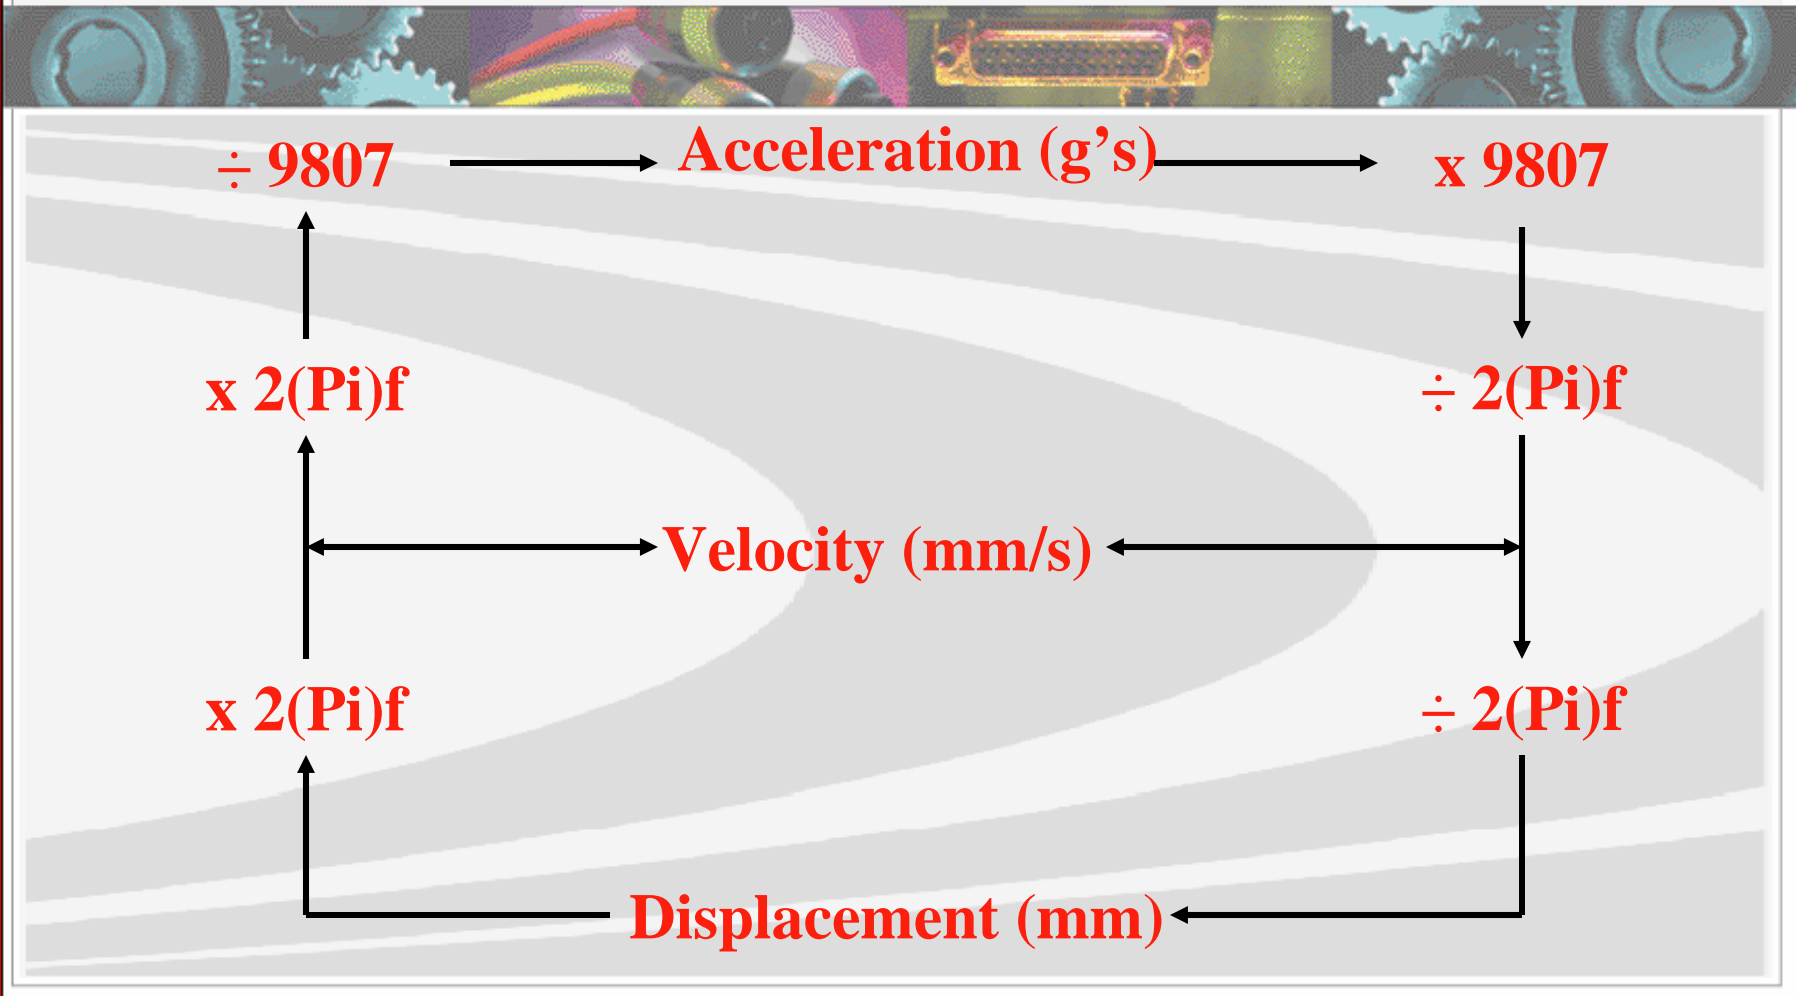 ÷ 9807
Acceleration (g’s)
x 9807
x 2(Pi)f
÷ 2(Pi)f
Velocity (mm/s)
x 2(Pi)f
÷ 2(Pi)f
Displacement (mm)